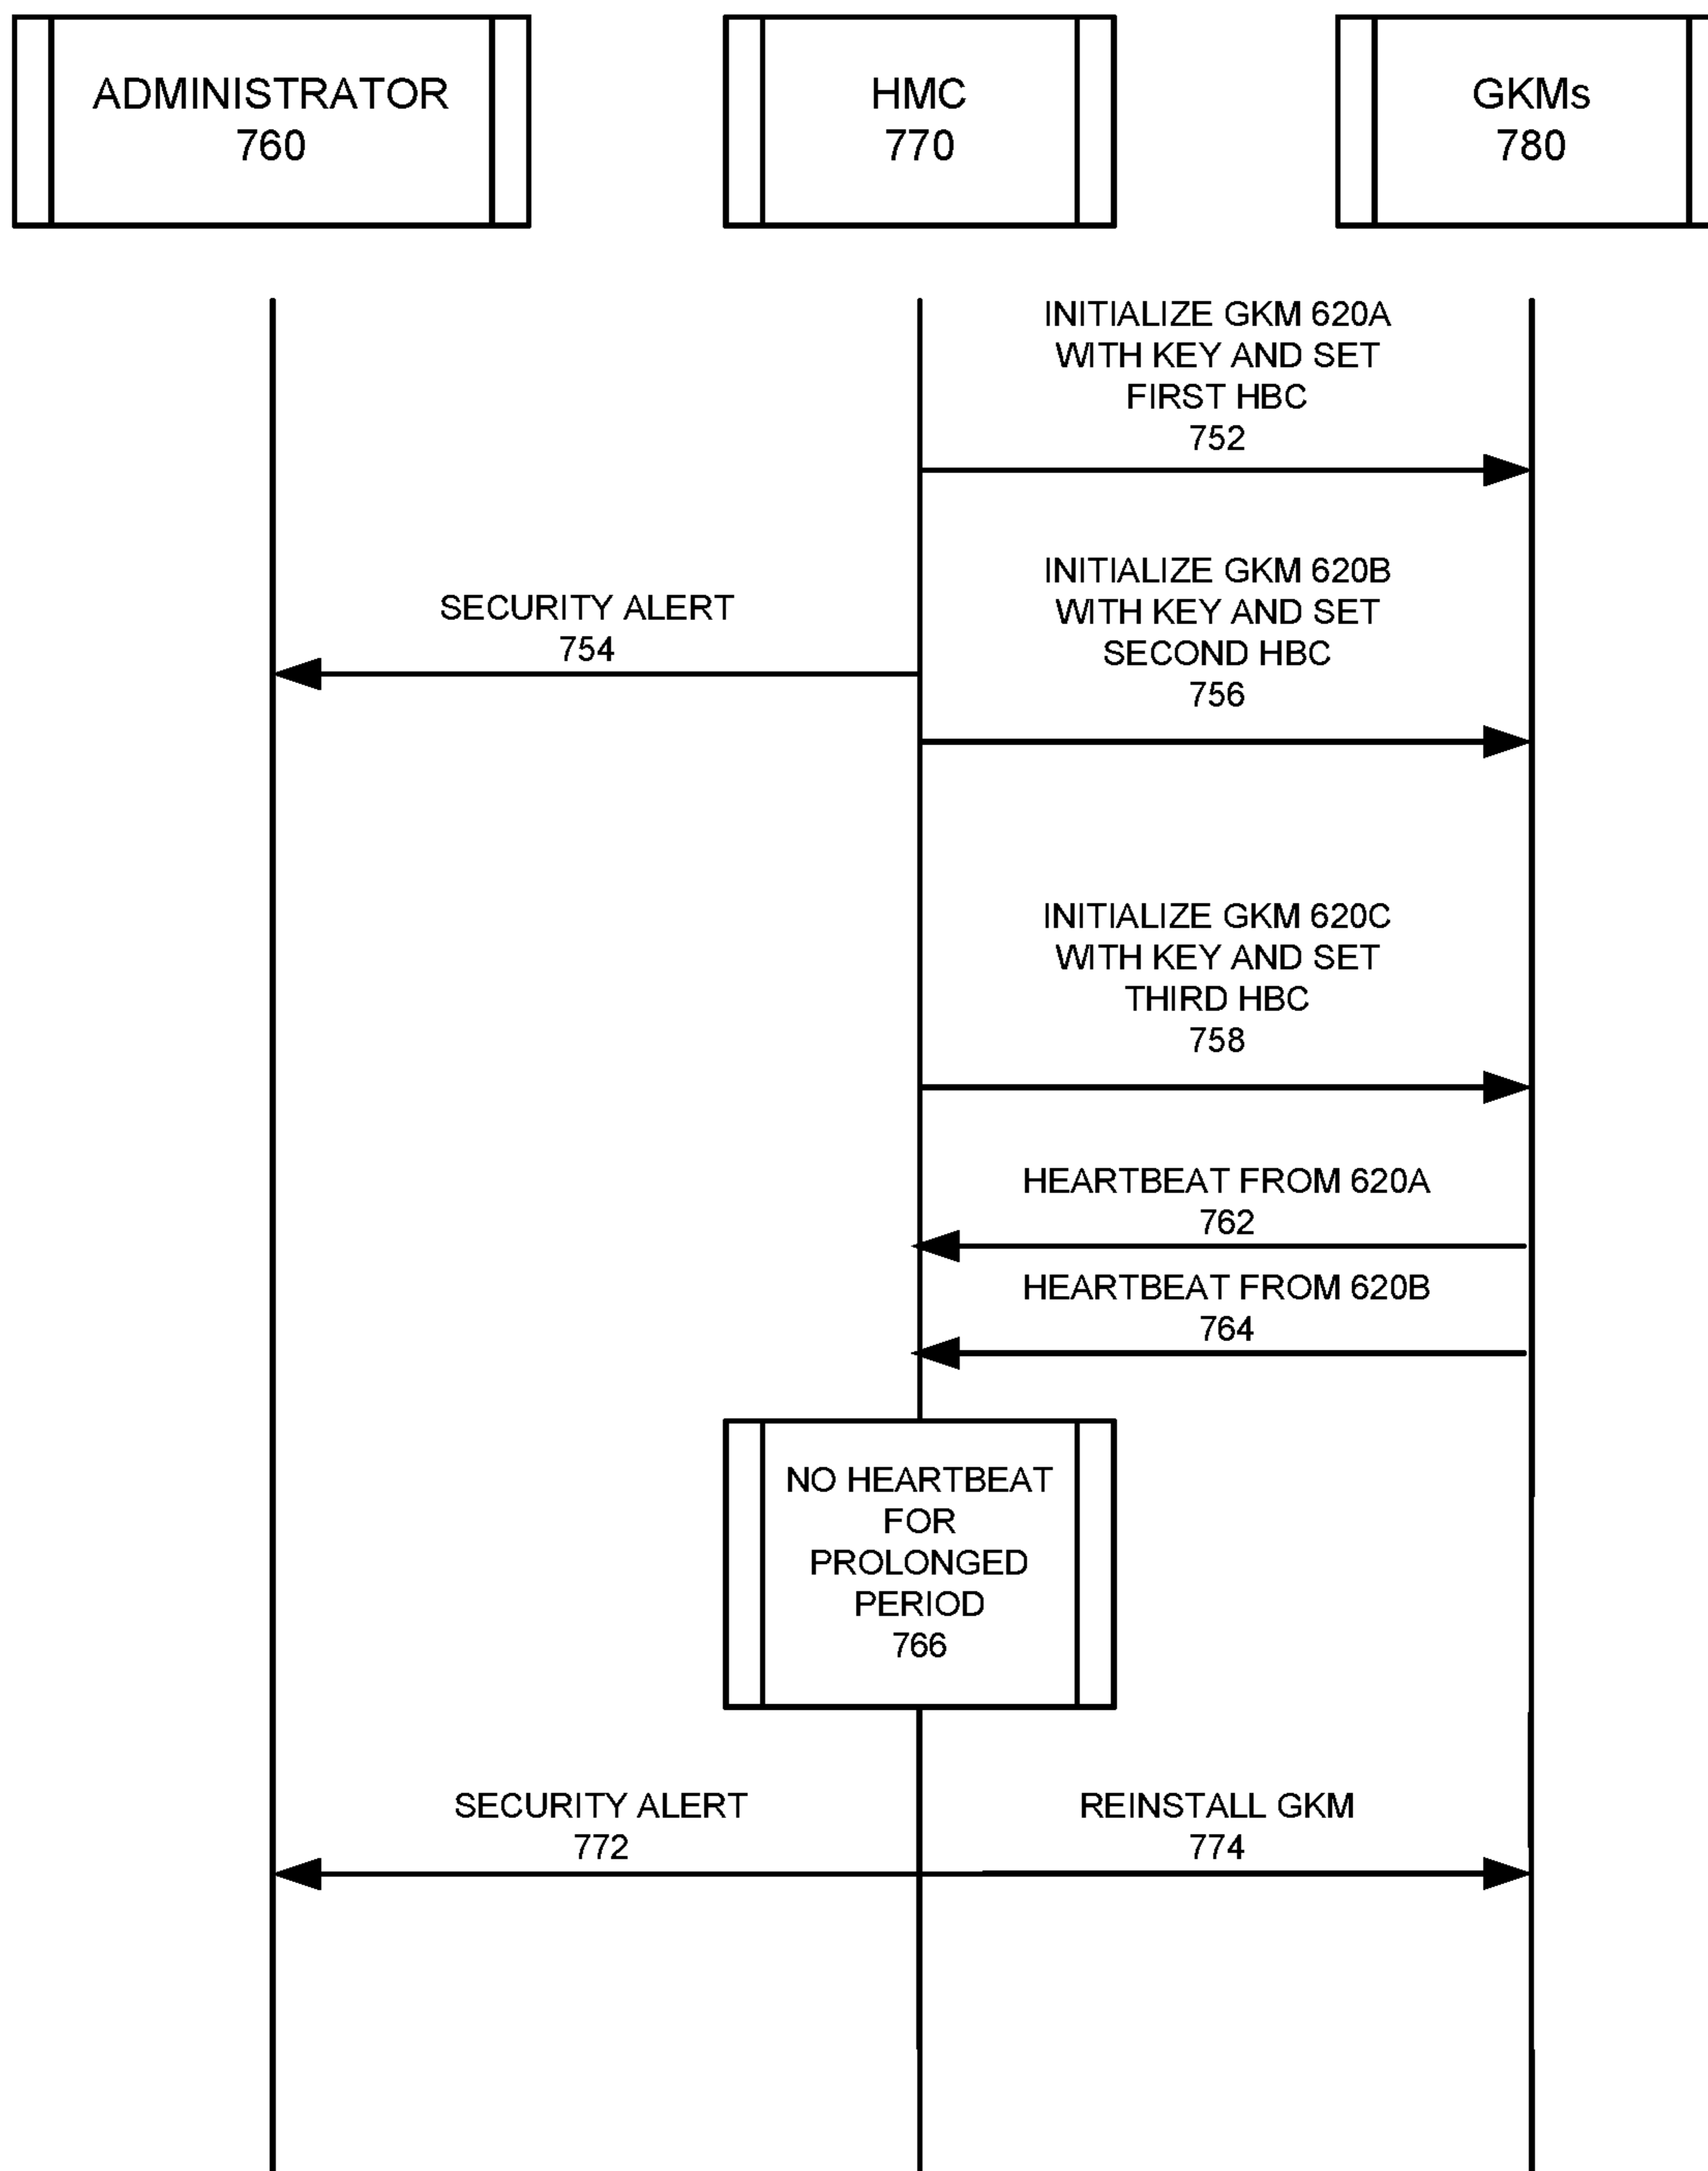 ADMINISTRATOR
760
HMC
770
GKMs
780
INITIALIZE GKM 620A
WITH KEY AND SET
FIRST HBC
752
SECURITY ALERT
754
INITIALIZE GKM 620B
WITH KEY AND SET
SECOND HBC
756
INITIALIZE GKM 620C
WITH KEY AND SET
THIRD HBC
758
HEARTBEAT FROM 620A
762
HEARTBEAT FROM 620B
764
NO HEARTBEAT
FOR
PROLONGED
PERIOD
766
SECURITY ALERT
772
REINSTALL GKM
774